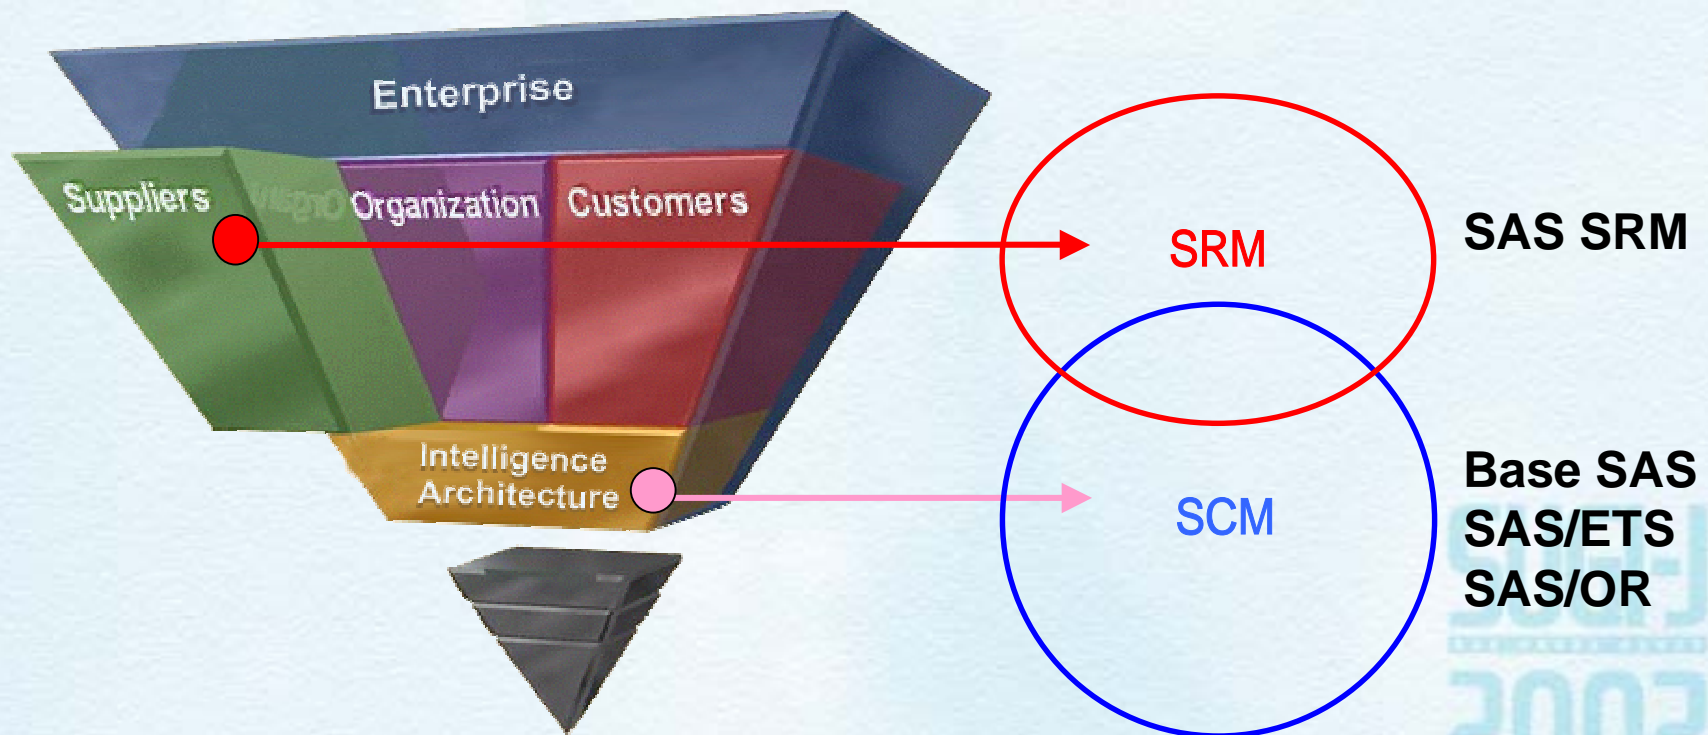 Enterprise
Suppliers
Organization
Customers
Intelligence
Architecture
SRM
SAS SRM
SCM
Base SAS
SAS/ETS
SAS/OR